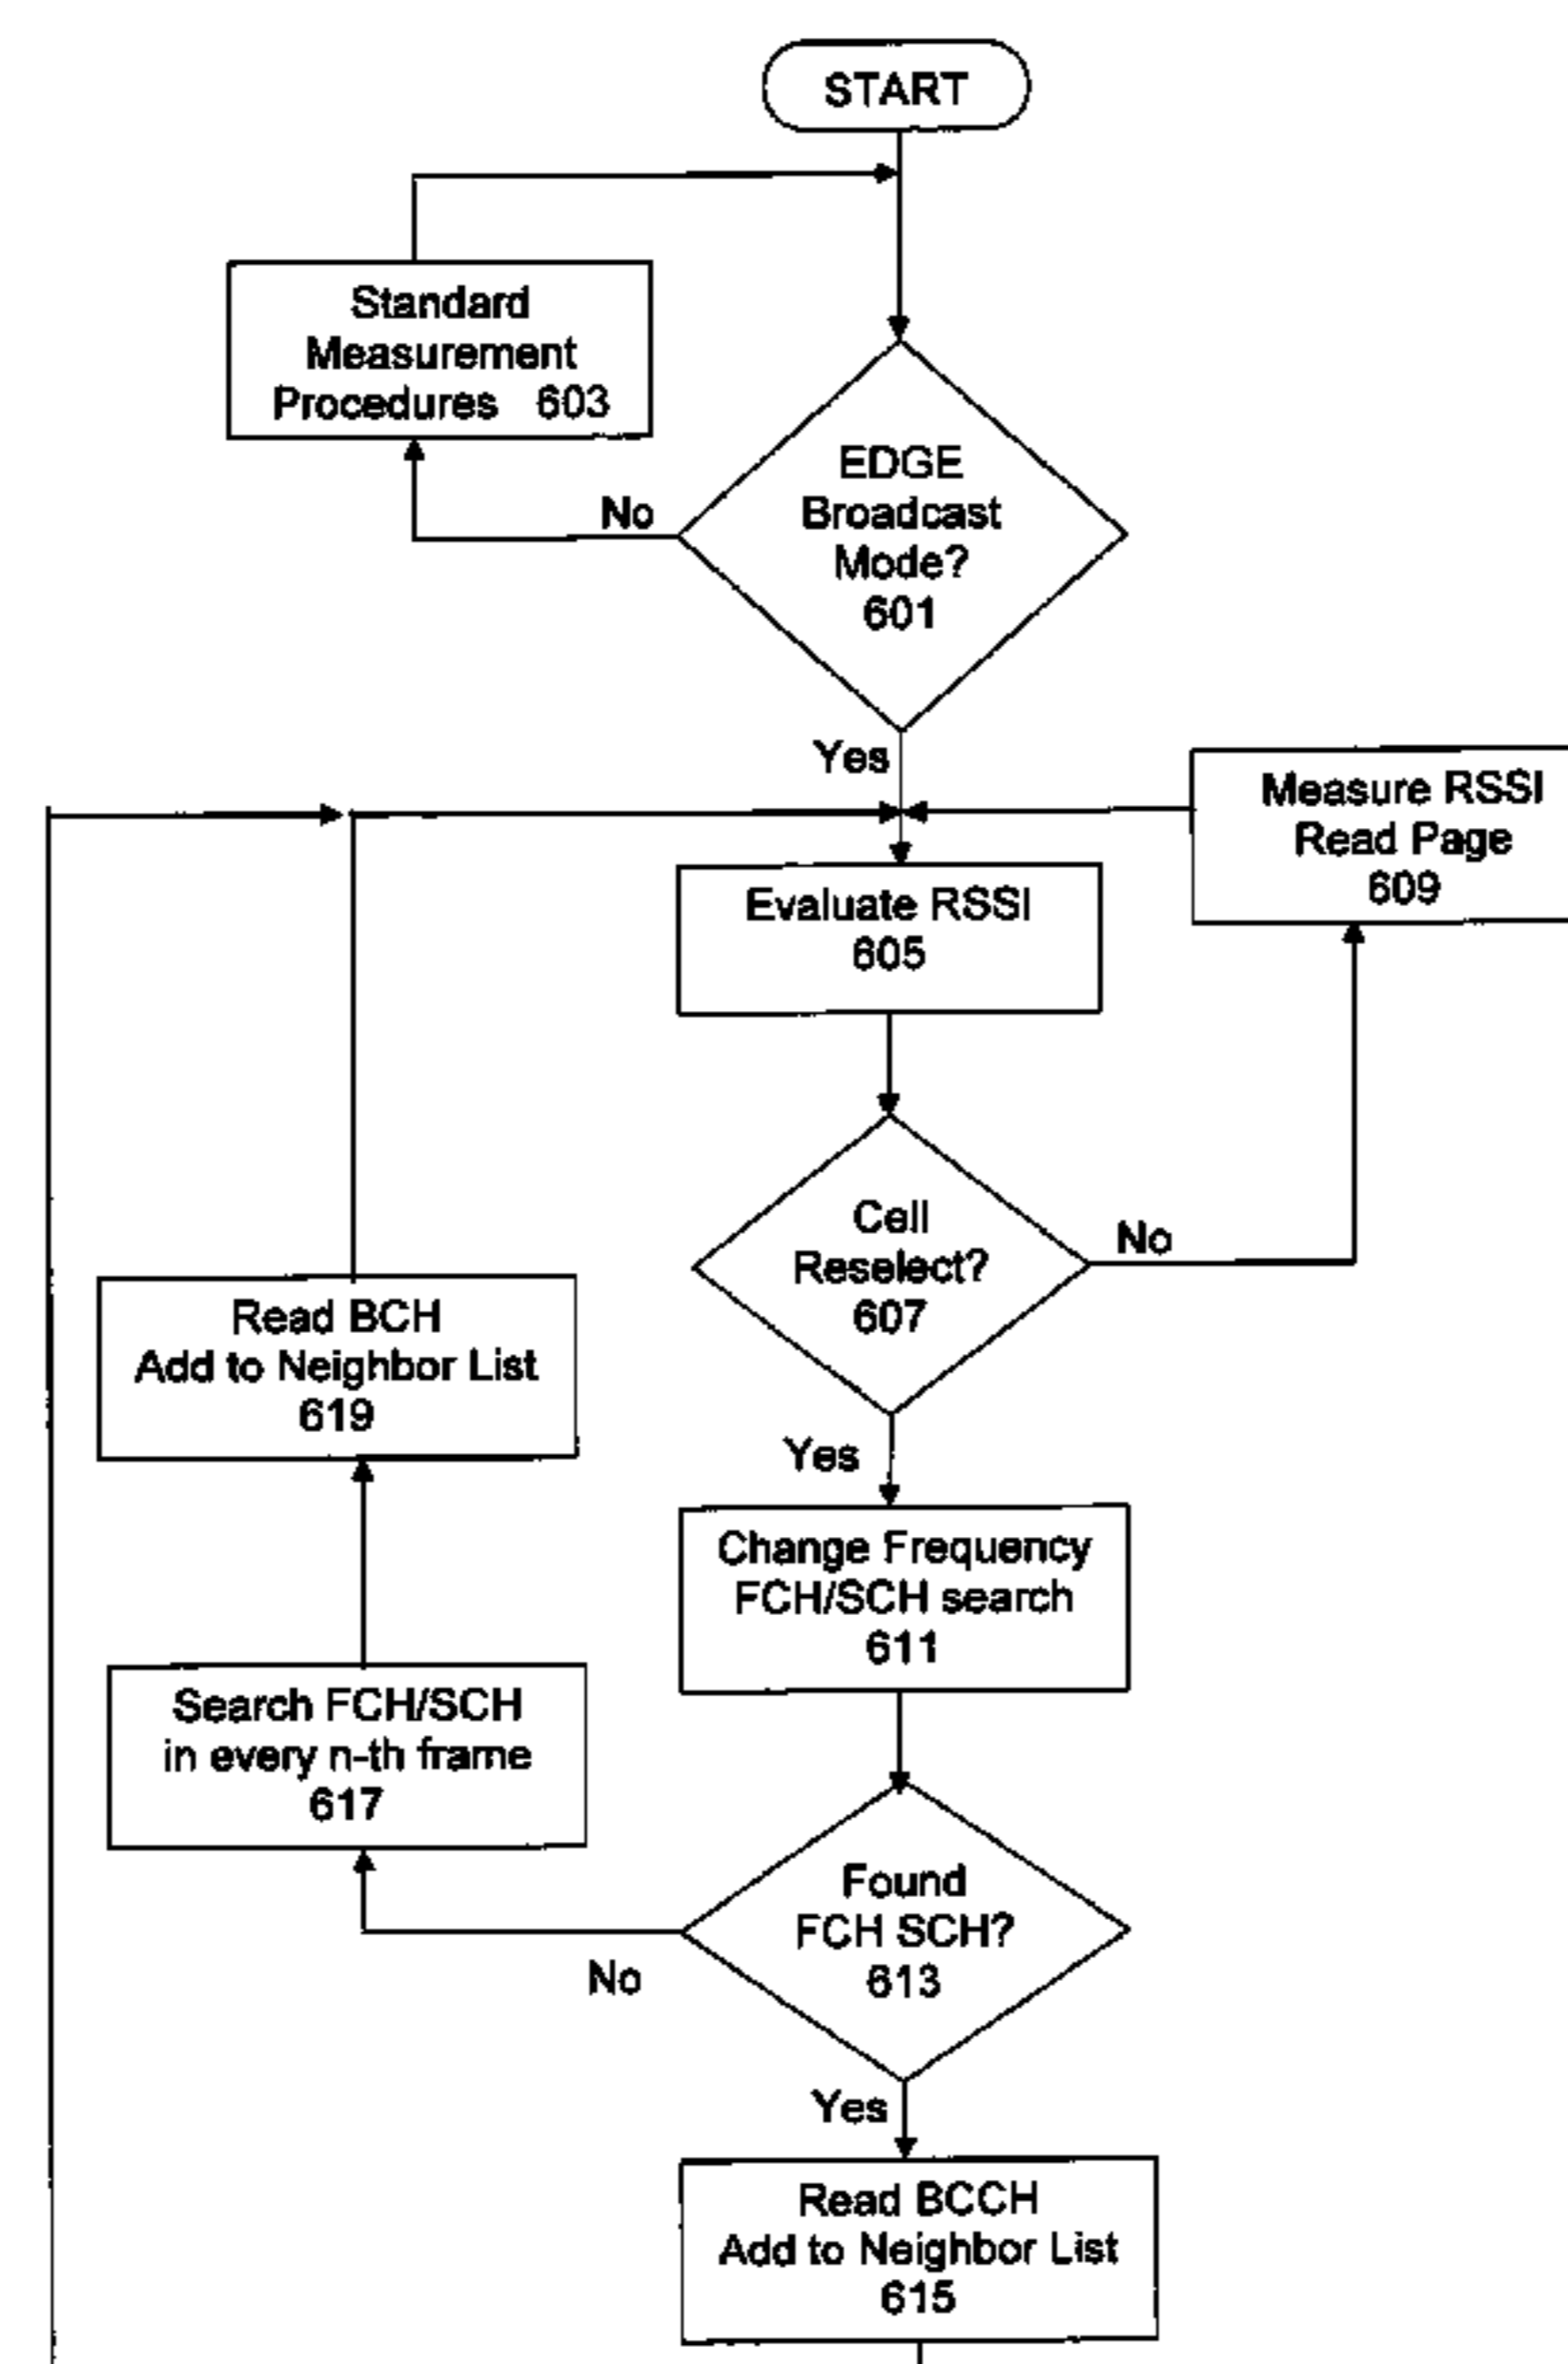 START
Standard
Measurement
Procedures 603
EDGE
Broadcast
Mode?
601
No
Yes
Measure RSSI
Read Page
609
Evaluate RSSI
605
Cell
Reselect?
607
No
Read BCH
Add to Neighbor List
619
Yes
Change Frequency
FCH/SCH search
611
Search FCH/SCH
in every n-th frame
617
Found
FCH SCH?
613
No
Yes
Read BCCH
Add to Neighbor List
615